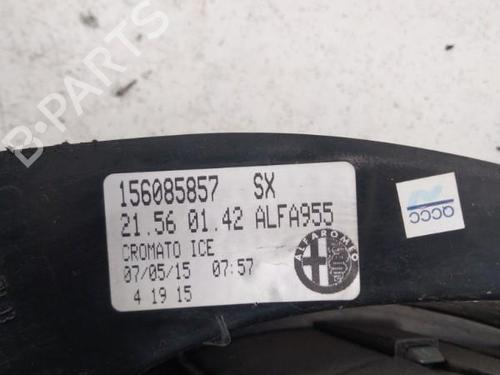 156085857 SX
21.56 01.42 ALFA955
CROMATO ICE
07/05/15 07:57
4 19 15
ALFA ROMEO
qccc
B-PARTS